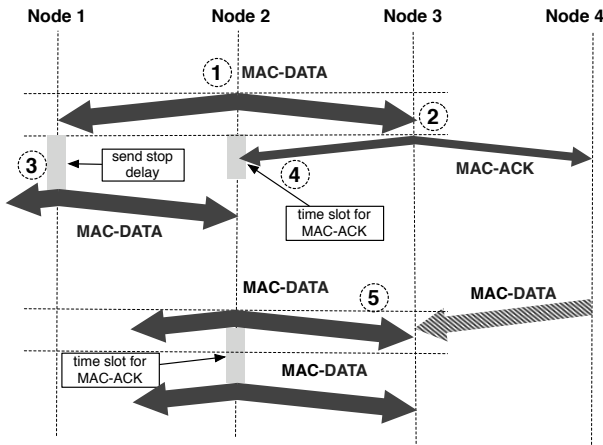 Node 1 Node 2 Node 3 Node 4
1 MAC-DATA
2
3 send stop
delay
4 MAC-ACK
time slot for
MAC-ACK
MAC-DATA
MAC-DATA
5 MAC-DATA
time slot for
MAC-ACK
MAC-DATA